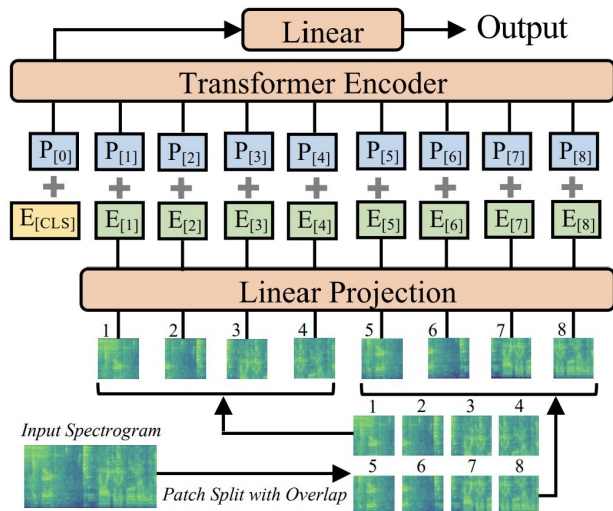 Linear
Output
Transformer Encoder
P[0] P[1] P[2] P[3] P[4] P[5] P[6] P[7] P[8]
+ + + + + + + + +
E[CLS] E[1] E[2] E[3] E[4] E[5] E[6] E[7] E[8]
Linear Projection
1 2 3 4 5 6 7 8
1 2 3 4
Input Spectrogram
5 6 7 8
Patch Split with Overlap